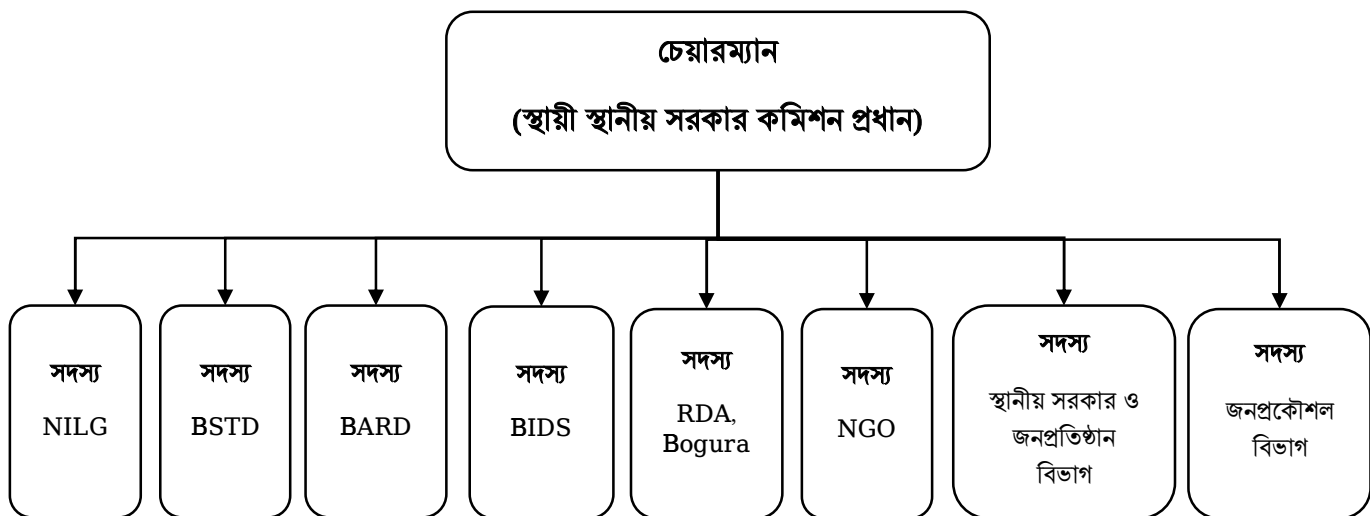 চেয়ারম্যান
(স্থায়ী স্থানীয় সরকার কমিশন প্রধান)
সদস্য
NILG
সদস্য
BSTD
সদস্য
BARD
সদস্য
BIDS
সদস্য
RDA,
Bogura
সদস্য
NGO
সদস্য
স্থানীয় সরকার ও
জনপ্রতিষ্ঠান
বিভাগ
সদস্য
জনপ্রকৌশল
বিভাগ